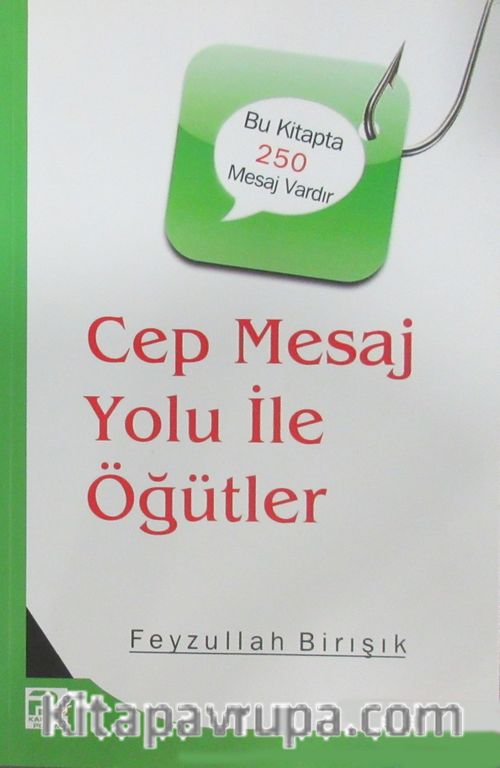 Bu Kitapta
250
Mesaj Vardır
Cep Mesaj
Yolu İle
Öğütler
Feyzullah Birışık
kitapavrupa.com